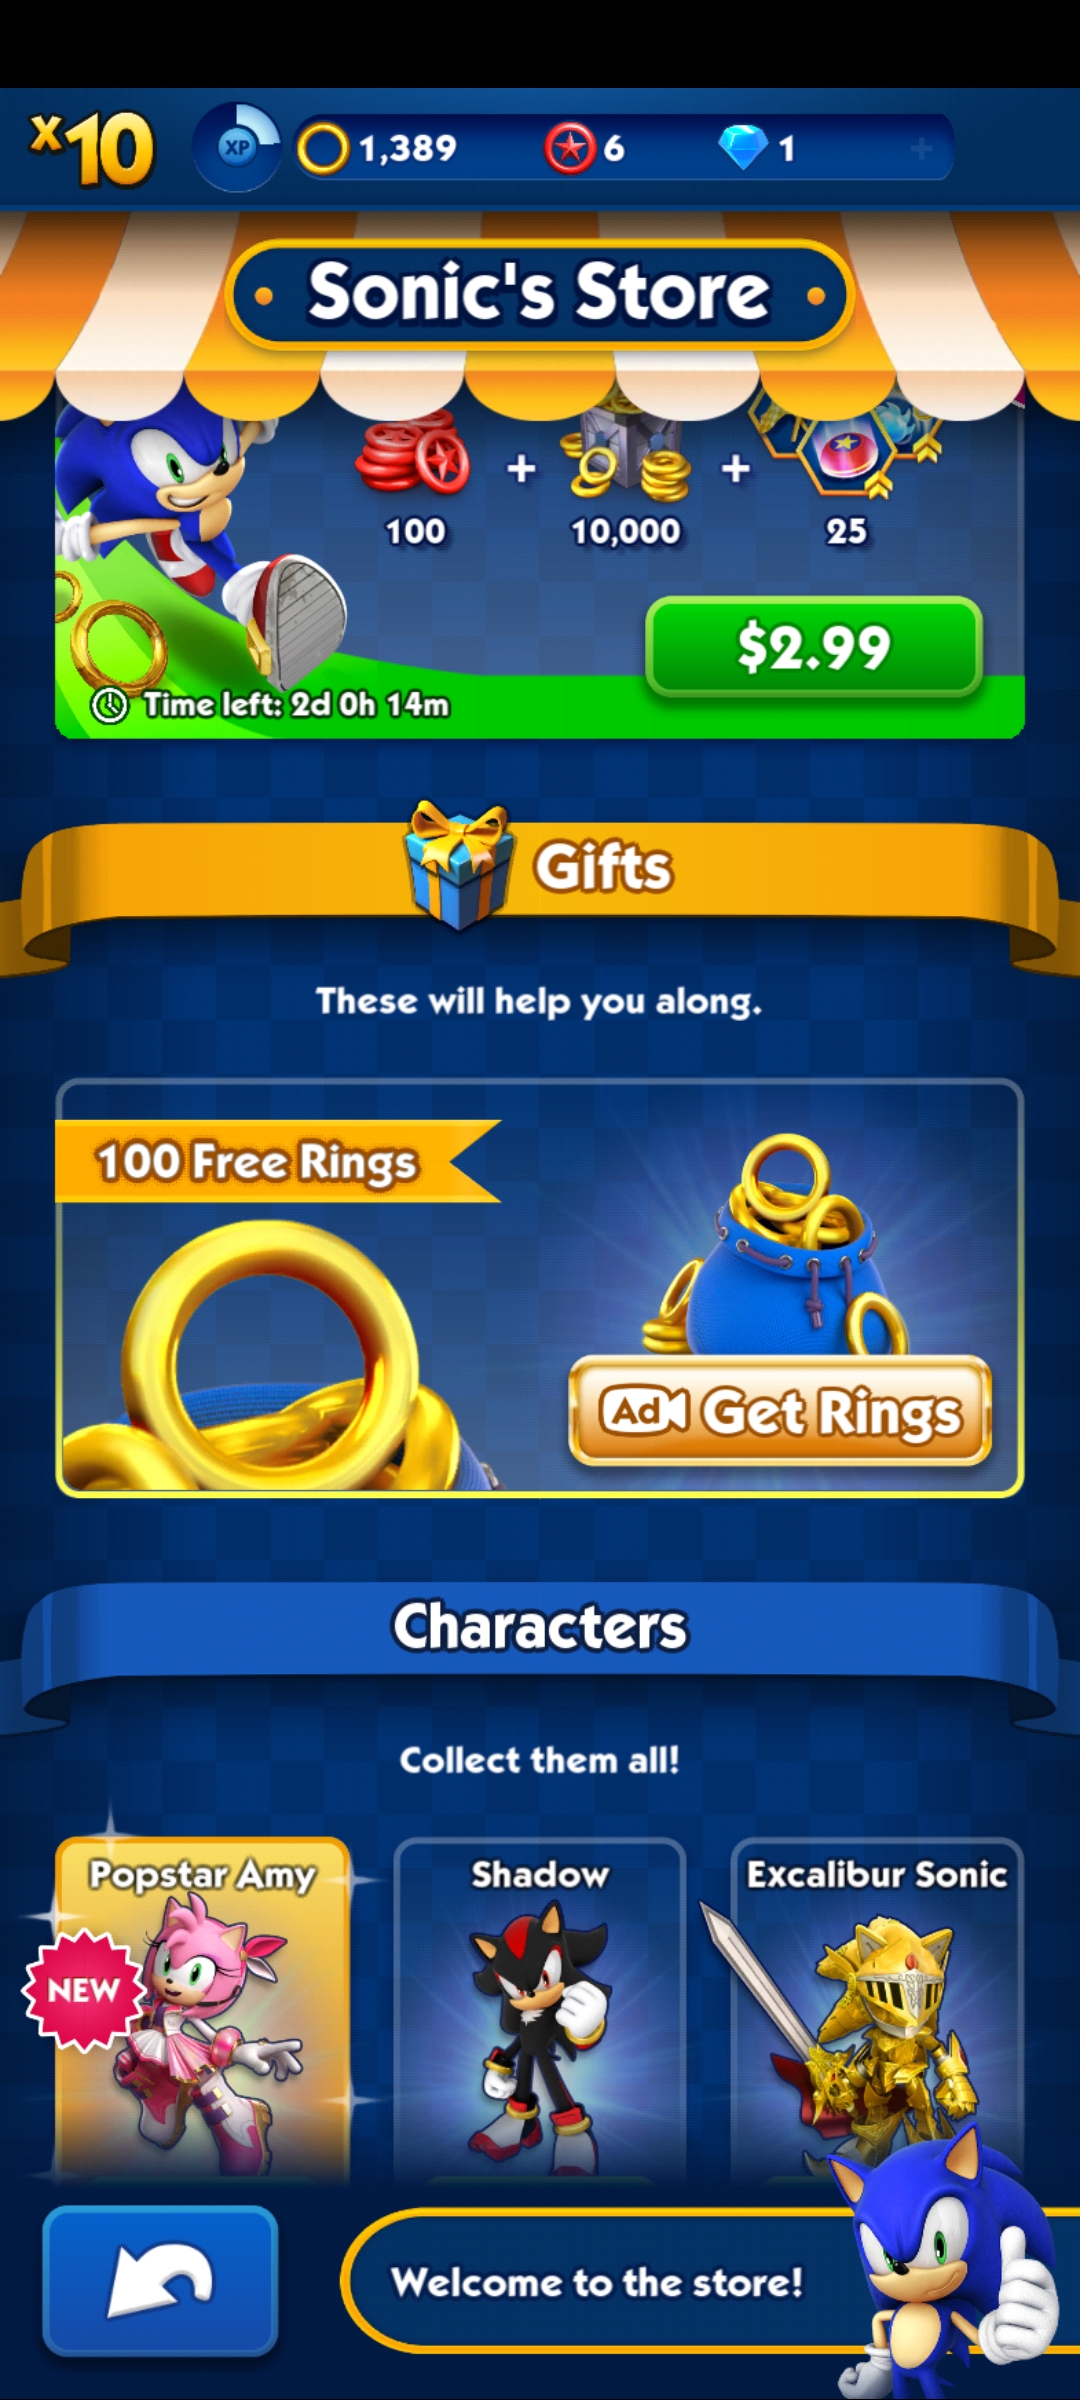 x10
XP
1,389
6
1
Sonic's Store
100
10,000
25
$2.99
Time left: 2d 0h 14m
Gifts
These will help you along.
100 Free Rings
Ad Get Rings
Characters
Collect them all!
Popstar Amy
Shadow
Excalibur Sonic
NEW
Welcome to the store!